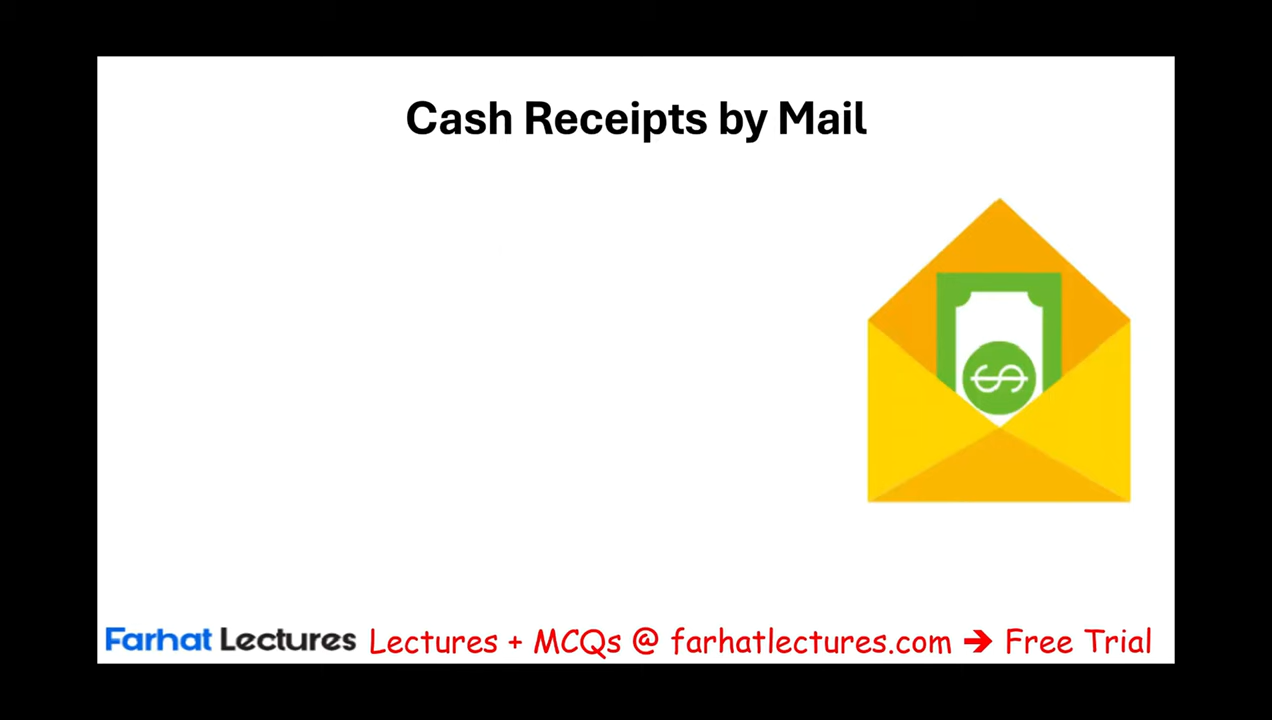 Cash Receipts by Mail
$
Farhat Lectures Lectures + MCQs @ farhatlectures.com ➔ Free Trial